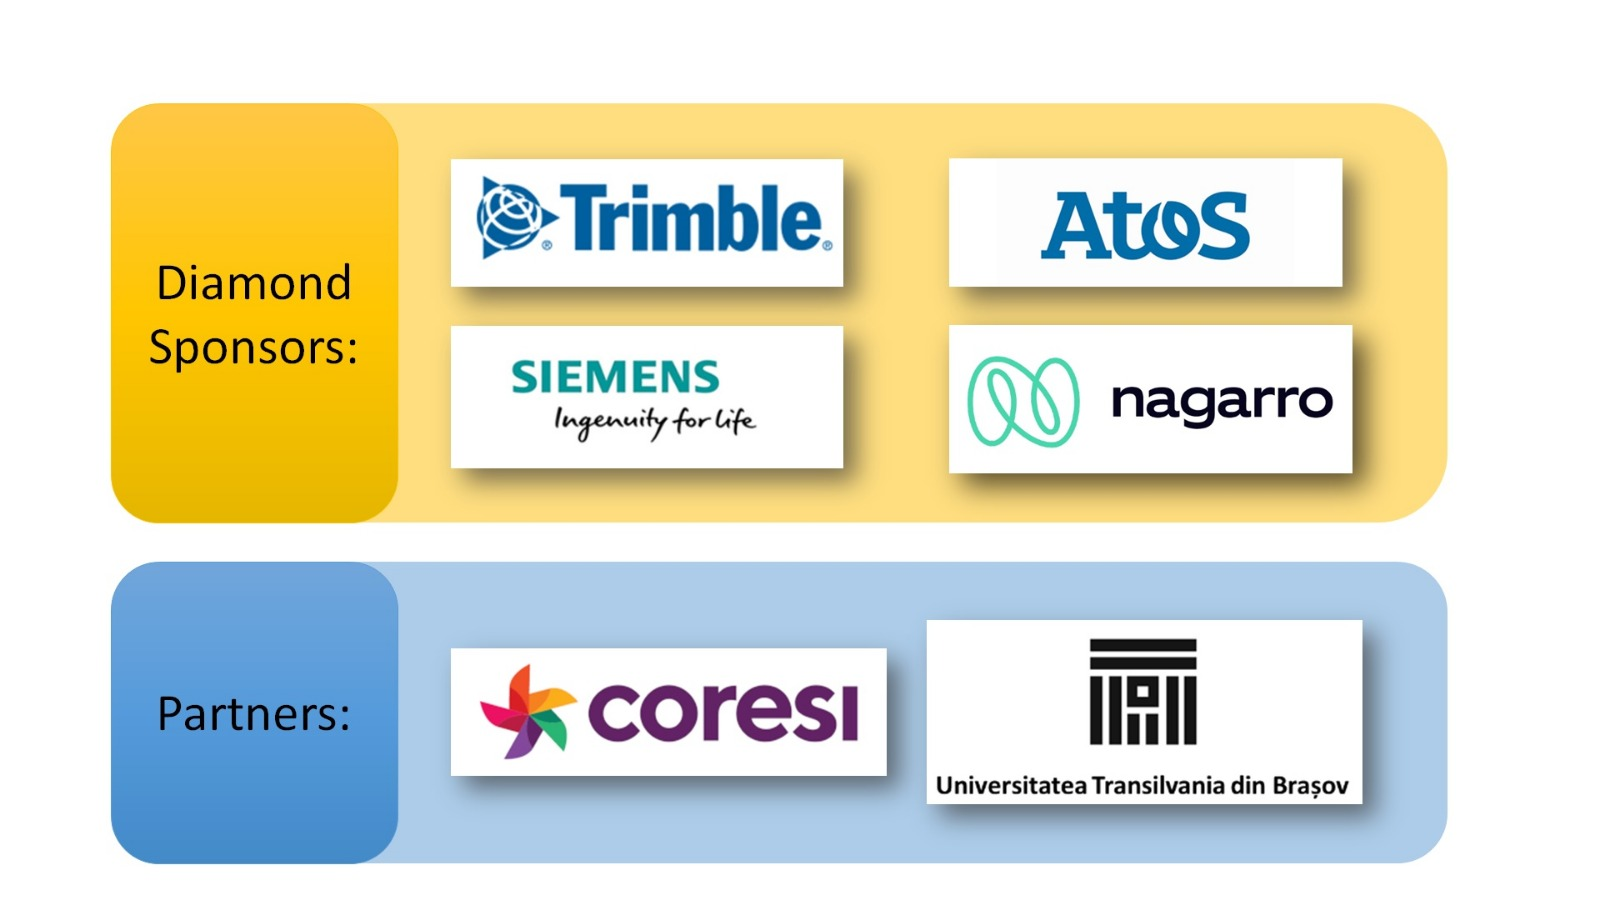 Diamond
Sponsors:
Trimble
Atos
SIEMENS
Ingenuity for life
nagarro
Partners:
coresi
Universitatea Transilvania din Brașov